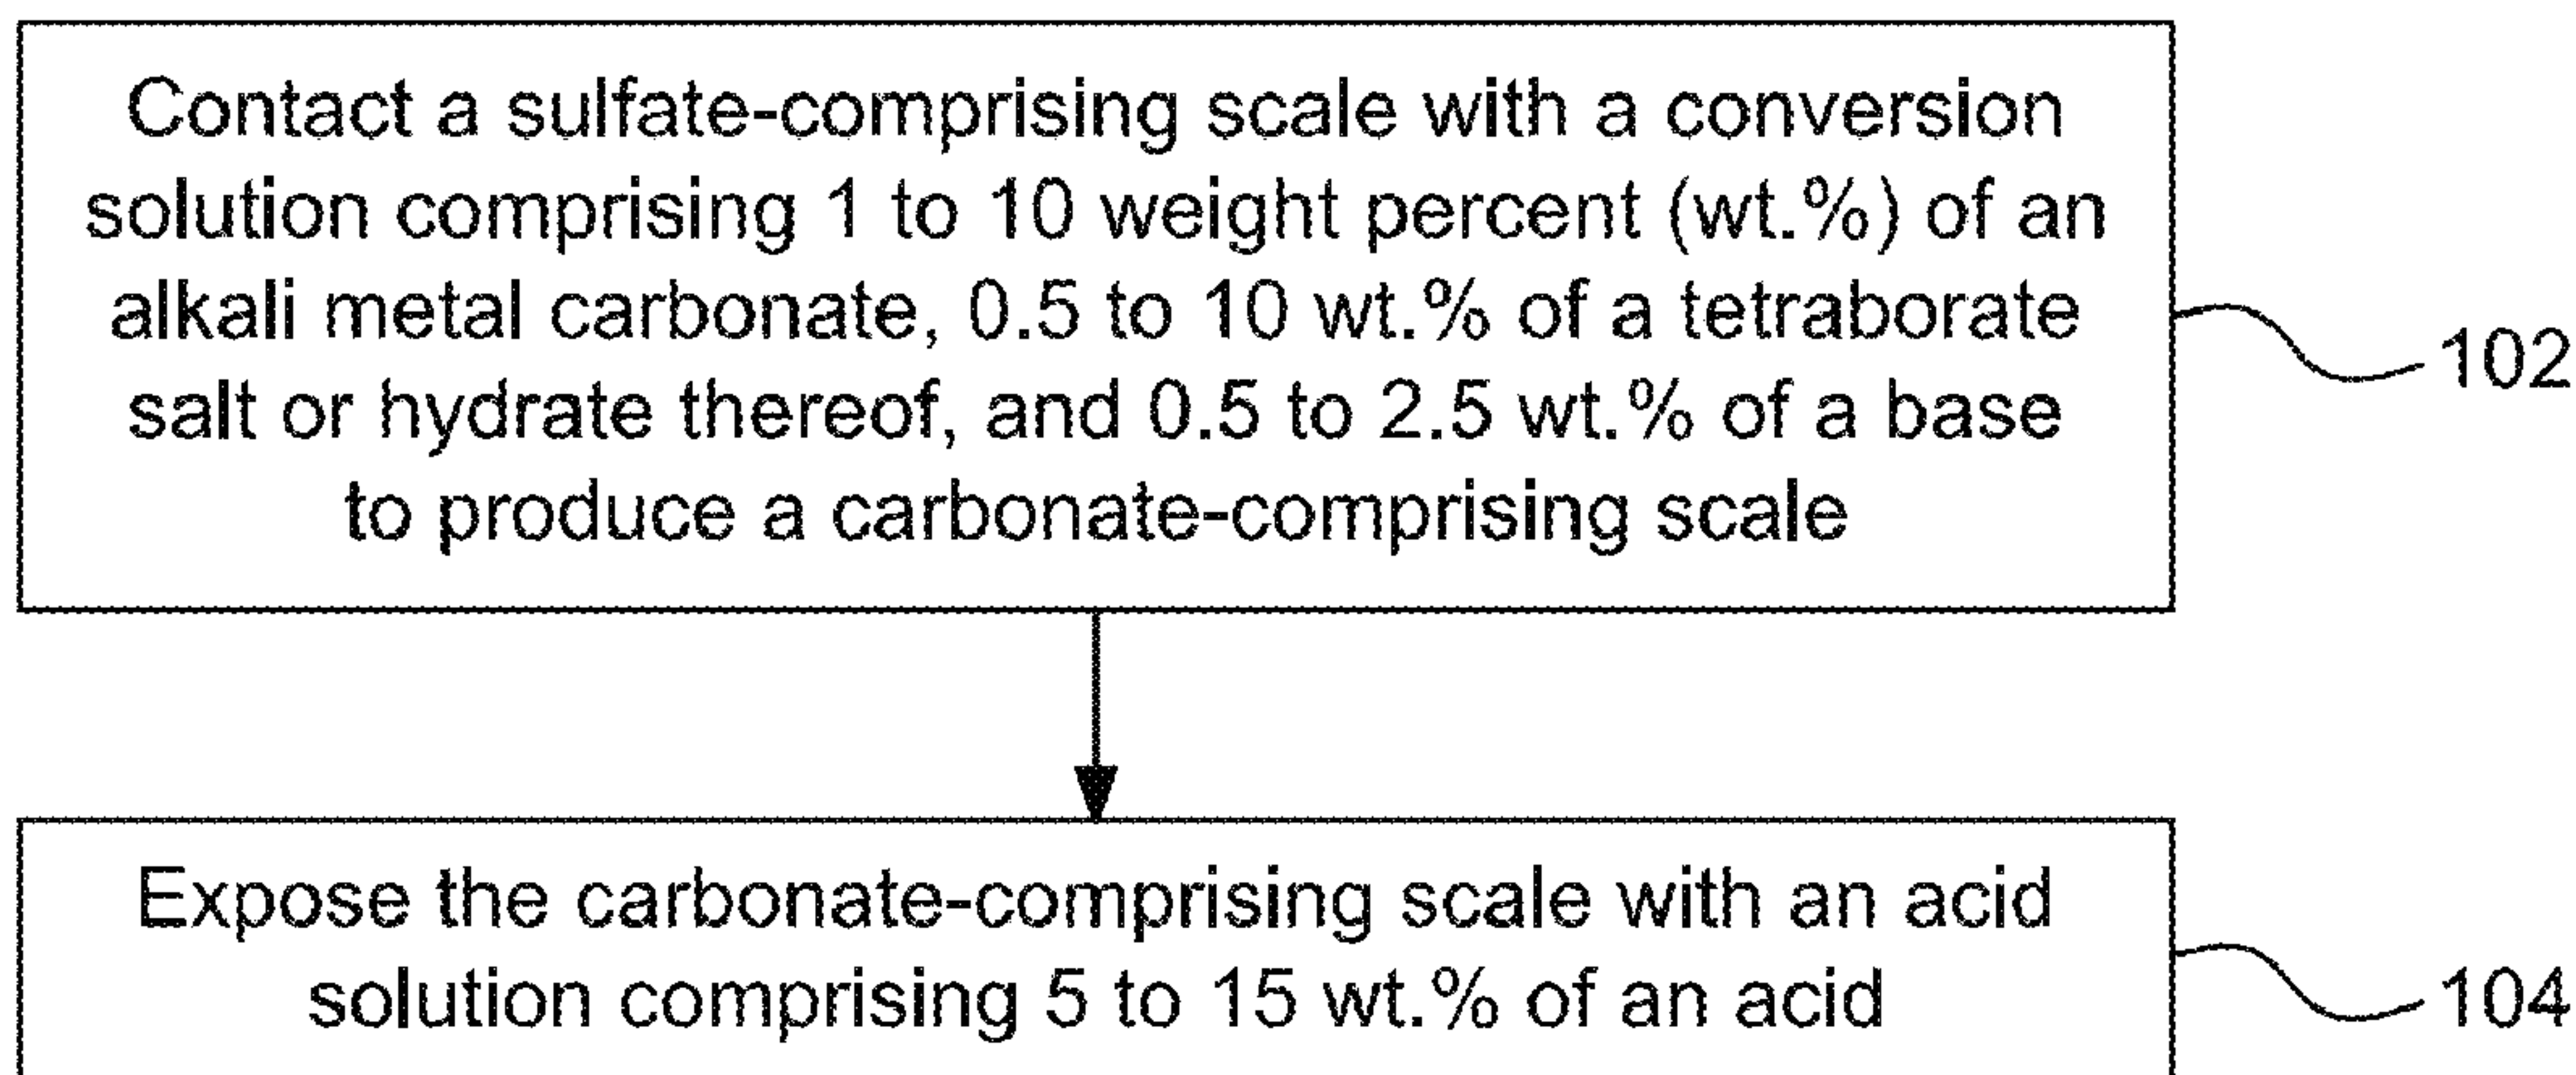 Contact a sulfate-comprising scale with a conversion
solution comprising 1 to 10 weight percent (wt.%) of an
alkali metal carbonate, 0.5 to 10 wt.% of a tetraborate
salt or hydrate thereof, and 0.5 to 2.5 wt.% of a base
to produce a carbonate-comprising scale
102
Expose the carbonate-comprising scale with an acid
solution comprising 5 to 15 wt.% of an acid
104